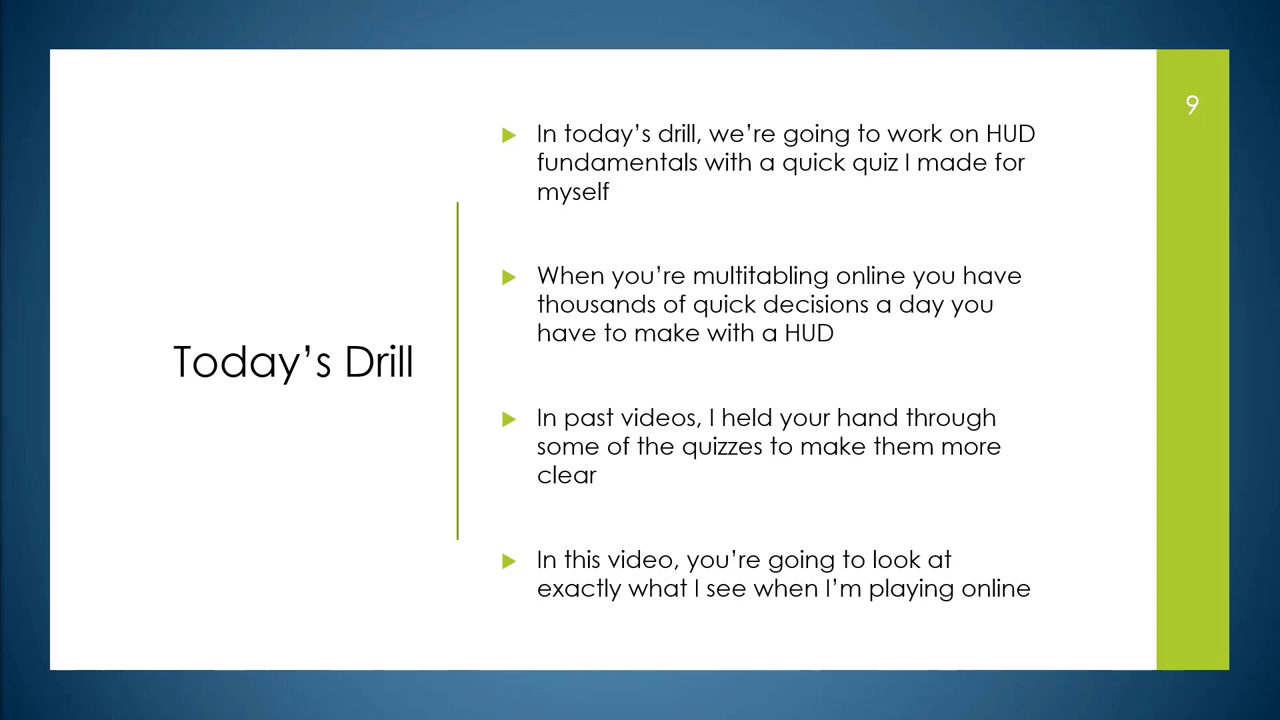 9
In today’s drill, we’re going to work on HUD
fundamentals with a quick quiz I made for
myself
When you’re multitabling online you have
thousands of quick decisions a day you
have to make with a HUD
Today’s Drill
In past videos, I held your hand through
some of the quizzes to make them more
clear
In this video, you’re going to look at
exactly what I see when I’m playing online